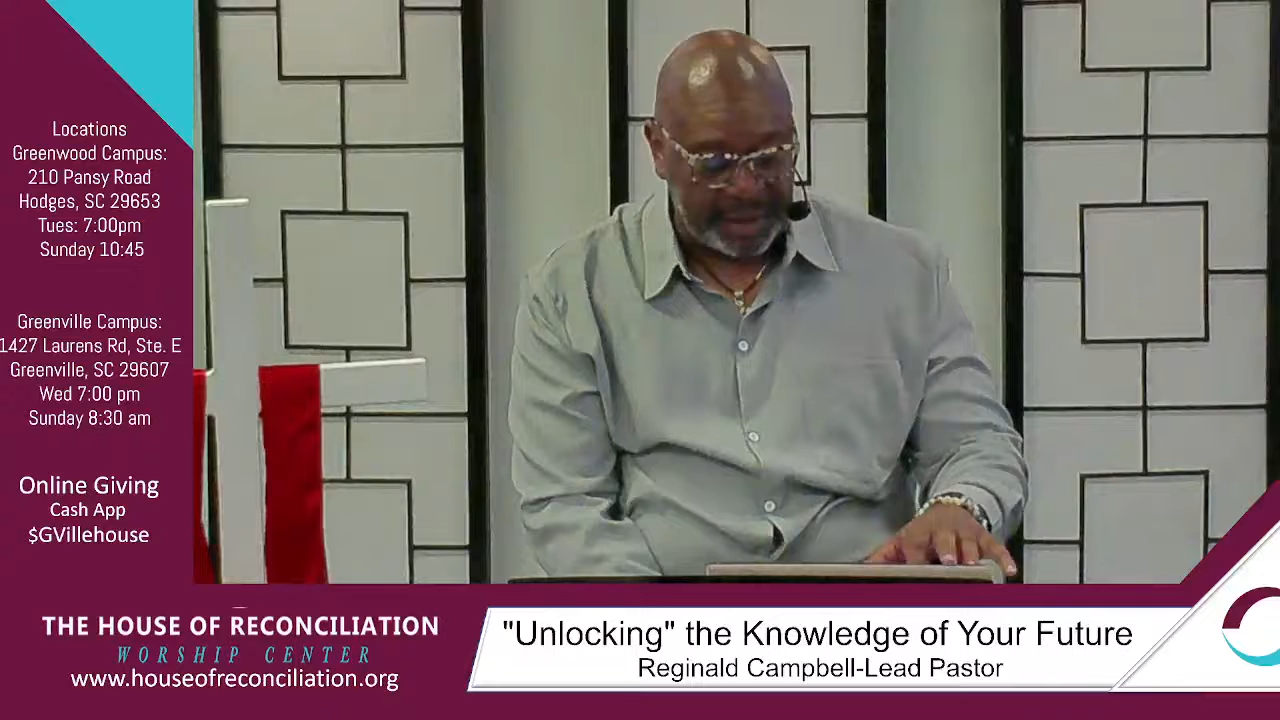 Locations
Greenwood Campus:
210 Pansy Road
Hodges, SC 29653
Tues: 7:00pm
Sunday 10:45
Greenville Campus:
1427 Laurens Rd, Ste. E
Greenville, SC 29607
Wed 7:00 pm
Sunday 8:30 am
Online Giving
Cash App
$GVillehouse
THE HOUSE OF RECONCILIATION
WORSHIP CENTER
www.houseofreconciliation.org
"Unlocking" the Knowledge of Your Future
Reginald Campbell-Lead Pastor